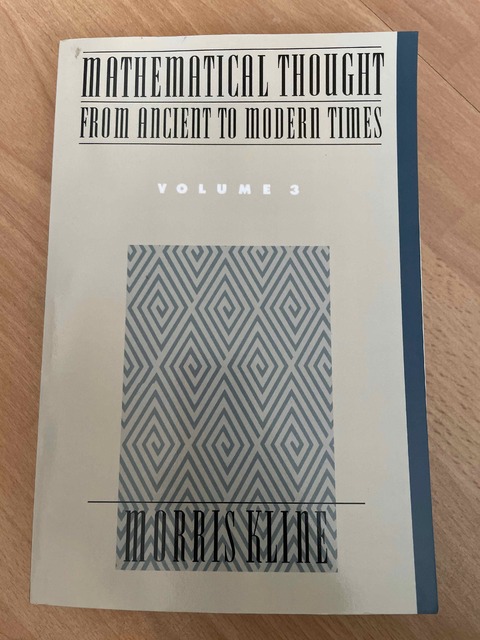 MATHEMATICAL THOUGHT
FROM ANCIENT TO MODERN TIMES
VOLUME 3
MORRIS KLINE